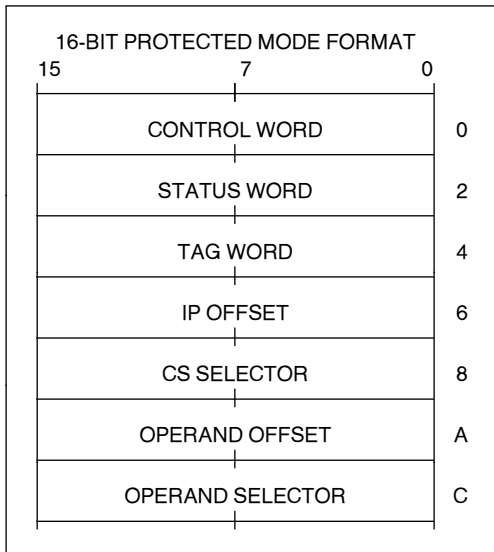 16-BIT PROTECTED MODE FORMAT
15 7 0
CONTROL WORD 0
STATUS WORD 2
TAG WORD 4
IP OFFSET 6
CS SELECTOR 8
OPERAND OFFSET A
OPERAND SELECTOR C